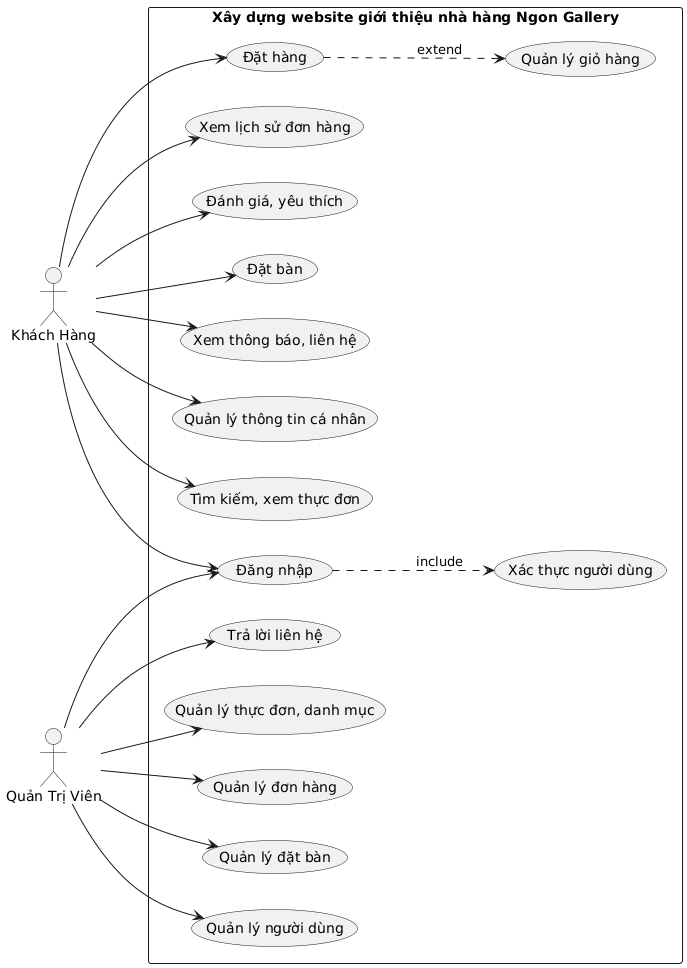 Xây dựng website giới thiệu nhà hàng Ngon Gallery
Đặt hàng
extend
Quản lý giỏ hàng
Xem lịch sử đơn hàng
Đánh giá, yêu thích
Đặt bàn
Khách Hàng
Xem thông báo, liên hệ
Quản lý thông tin cá nhân
Tìm kiếm, xem thực đơn
Đăng nhập
include
Xác thực người dùng
Trả lời liên hệ
Quản lý thực đơn, danh mục
Quản Trị Viên
Quản lý đơn hàng
Quản lý đặt bàn
Quản lý người dùng